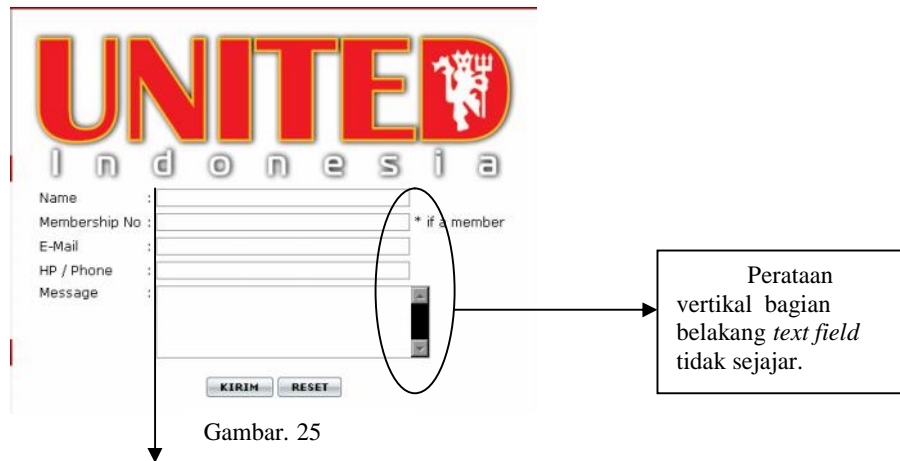 UNITED
Indonesia
Name :
Membership No : * if a member
E-Mail :
HP / Phone :
Message :
KIRIM RESET
Perataan
vertikal bagian
belakang text field
tidak sejajar.
Gambar. 25